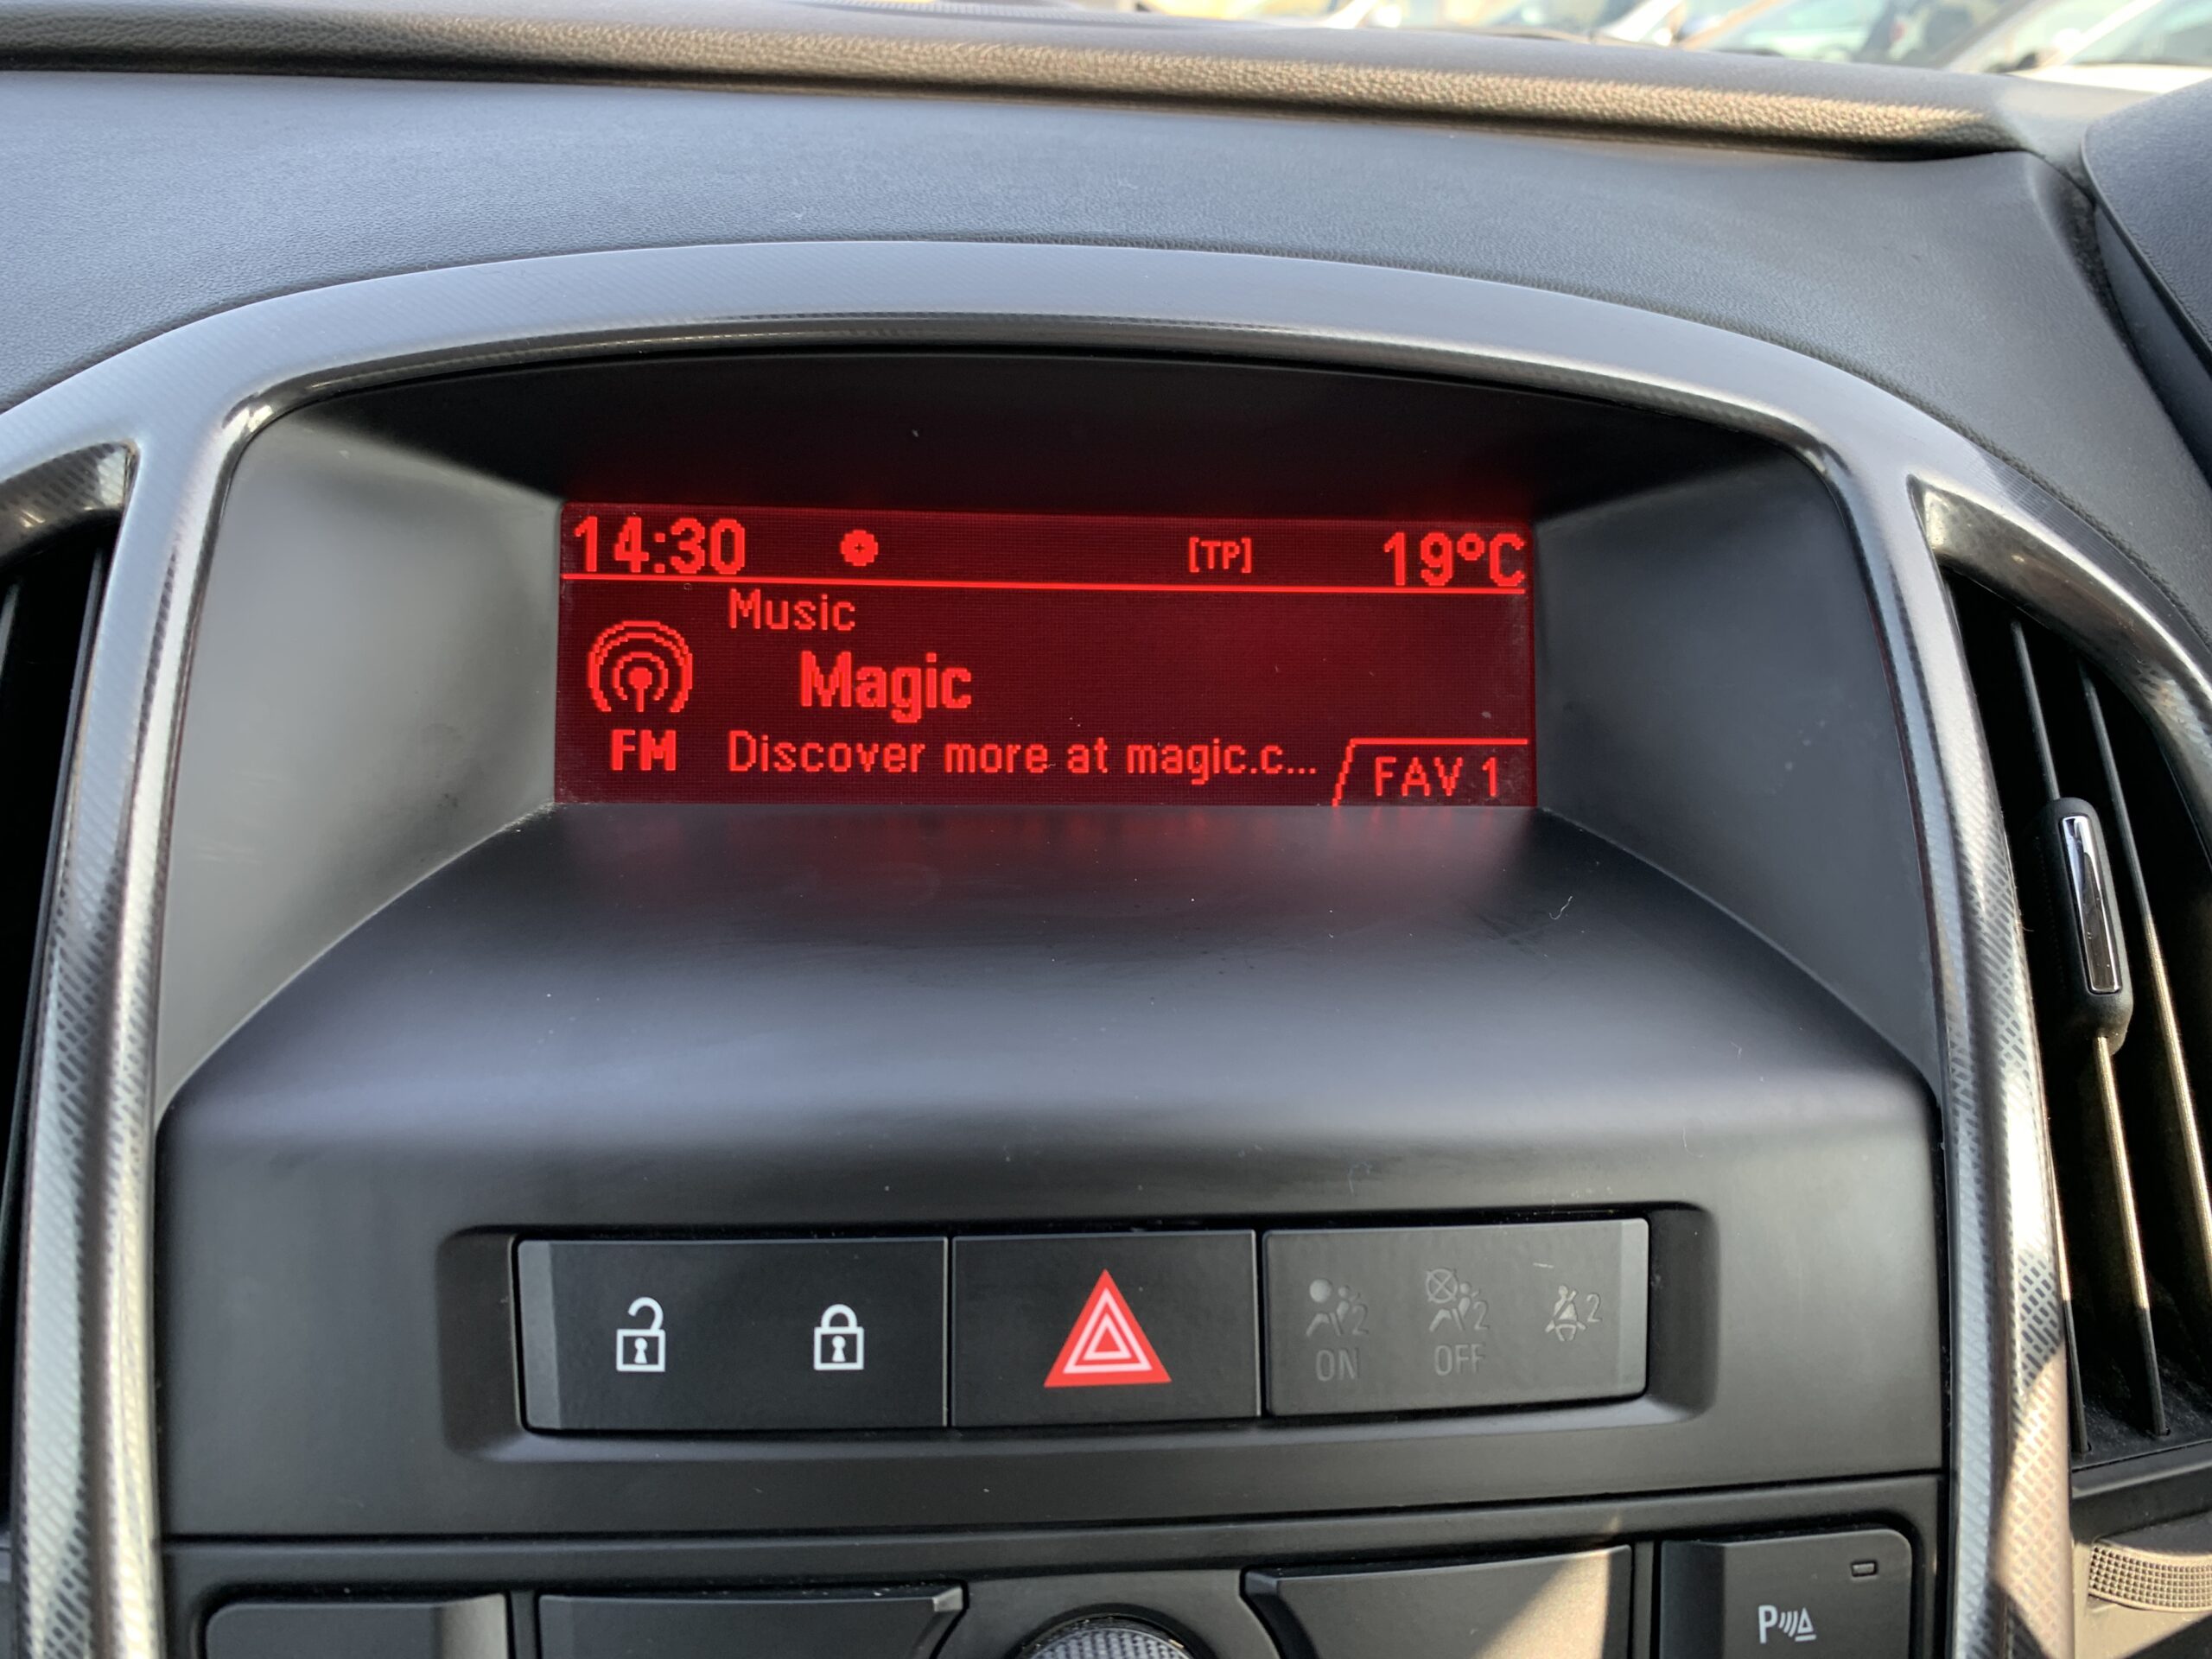 14:30 [TP] 19°C
Music
Magic
FM Discover more at magic.c...
FAV 1
2 2 2
ON OFF
P